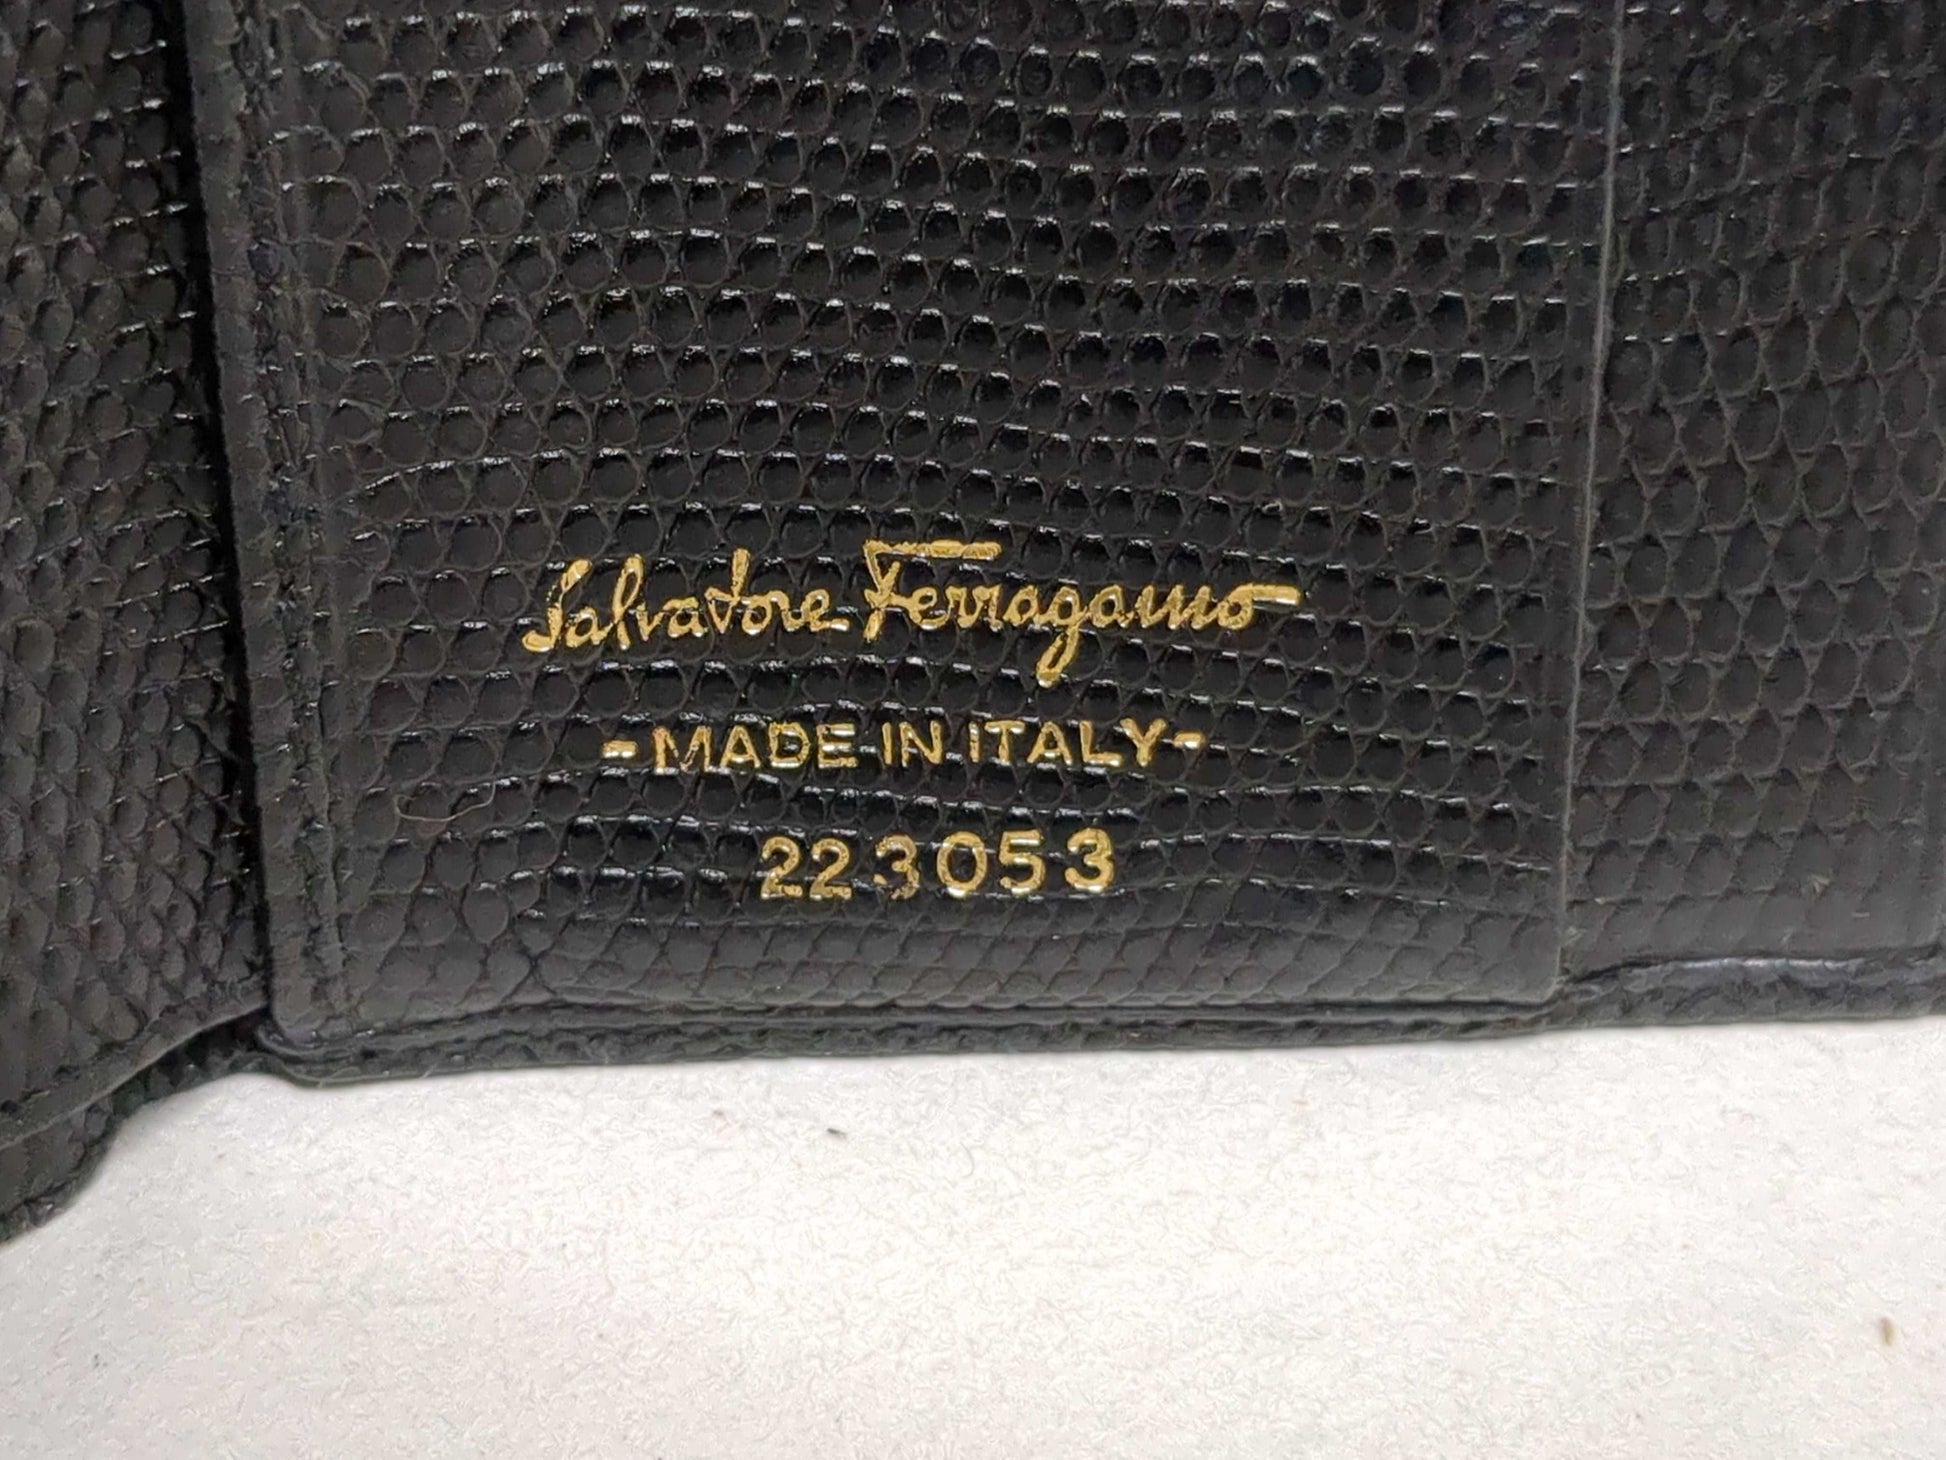 Salvatore Ferragamo
-MADE IN ITALY-
223053